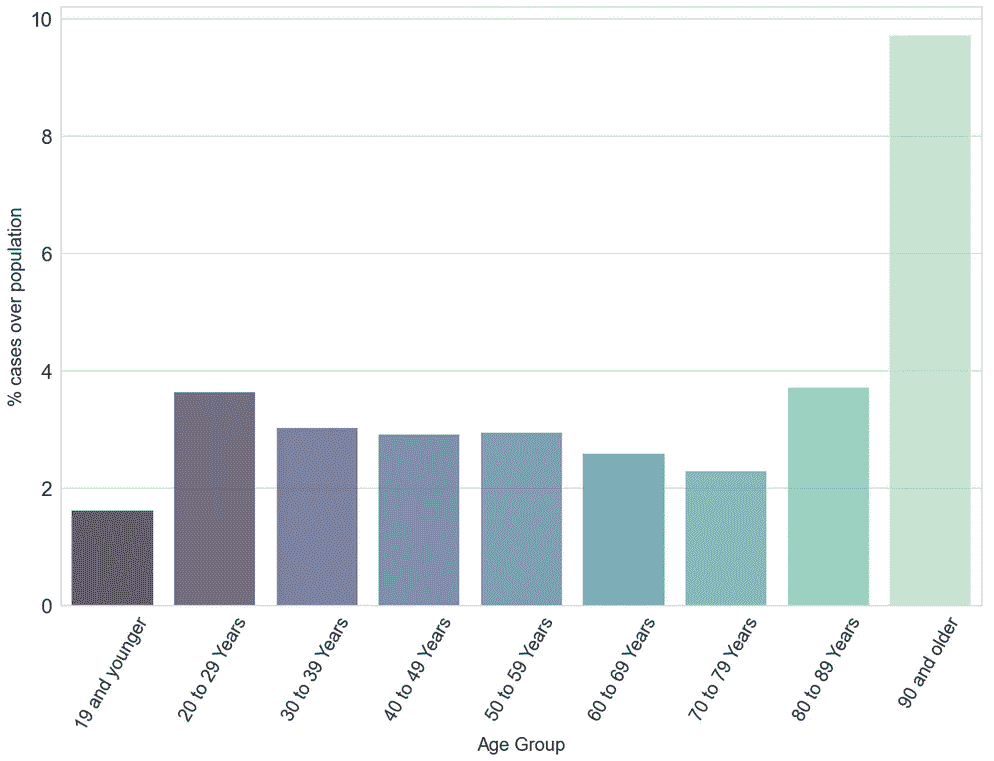 10
8
6
4
2
0
% cases over population
19 and younger
20 to 29 Years
30 to 39 Years
40 to 49 Years
50 to 59 Years
60 to 69 Years
70 to 79 Years
80 to 89 Years
90 and older
Age Group